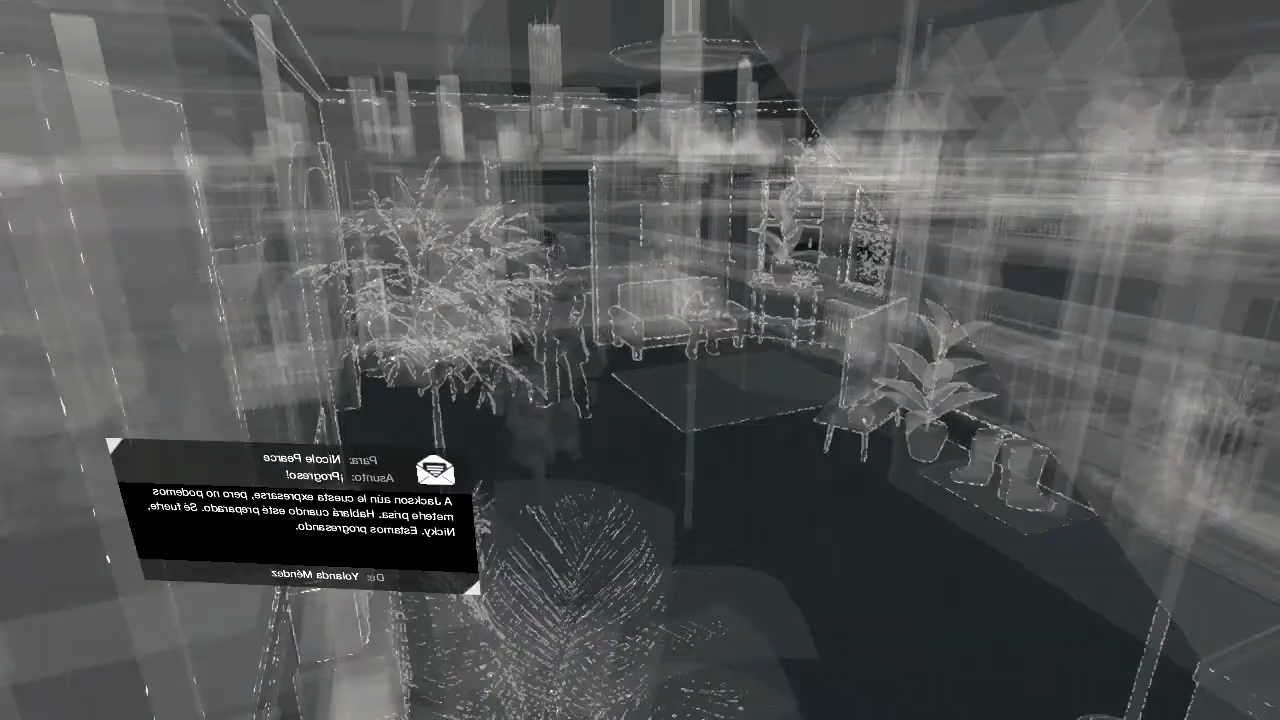 Para: Nicole Pearce
Asunto: ¡Progreso!
A Jackson aún le cuesta expresarse, pero no podemos
meterle prisa. Hablará cuando esté preparado. Sé fuerte,
Nicky. Estamos progresando.
De: Yolanda Méndez